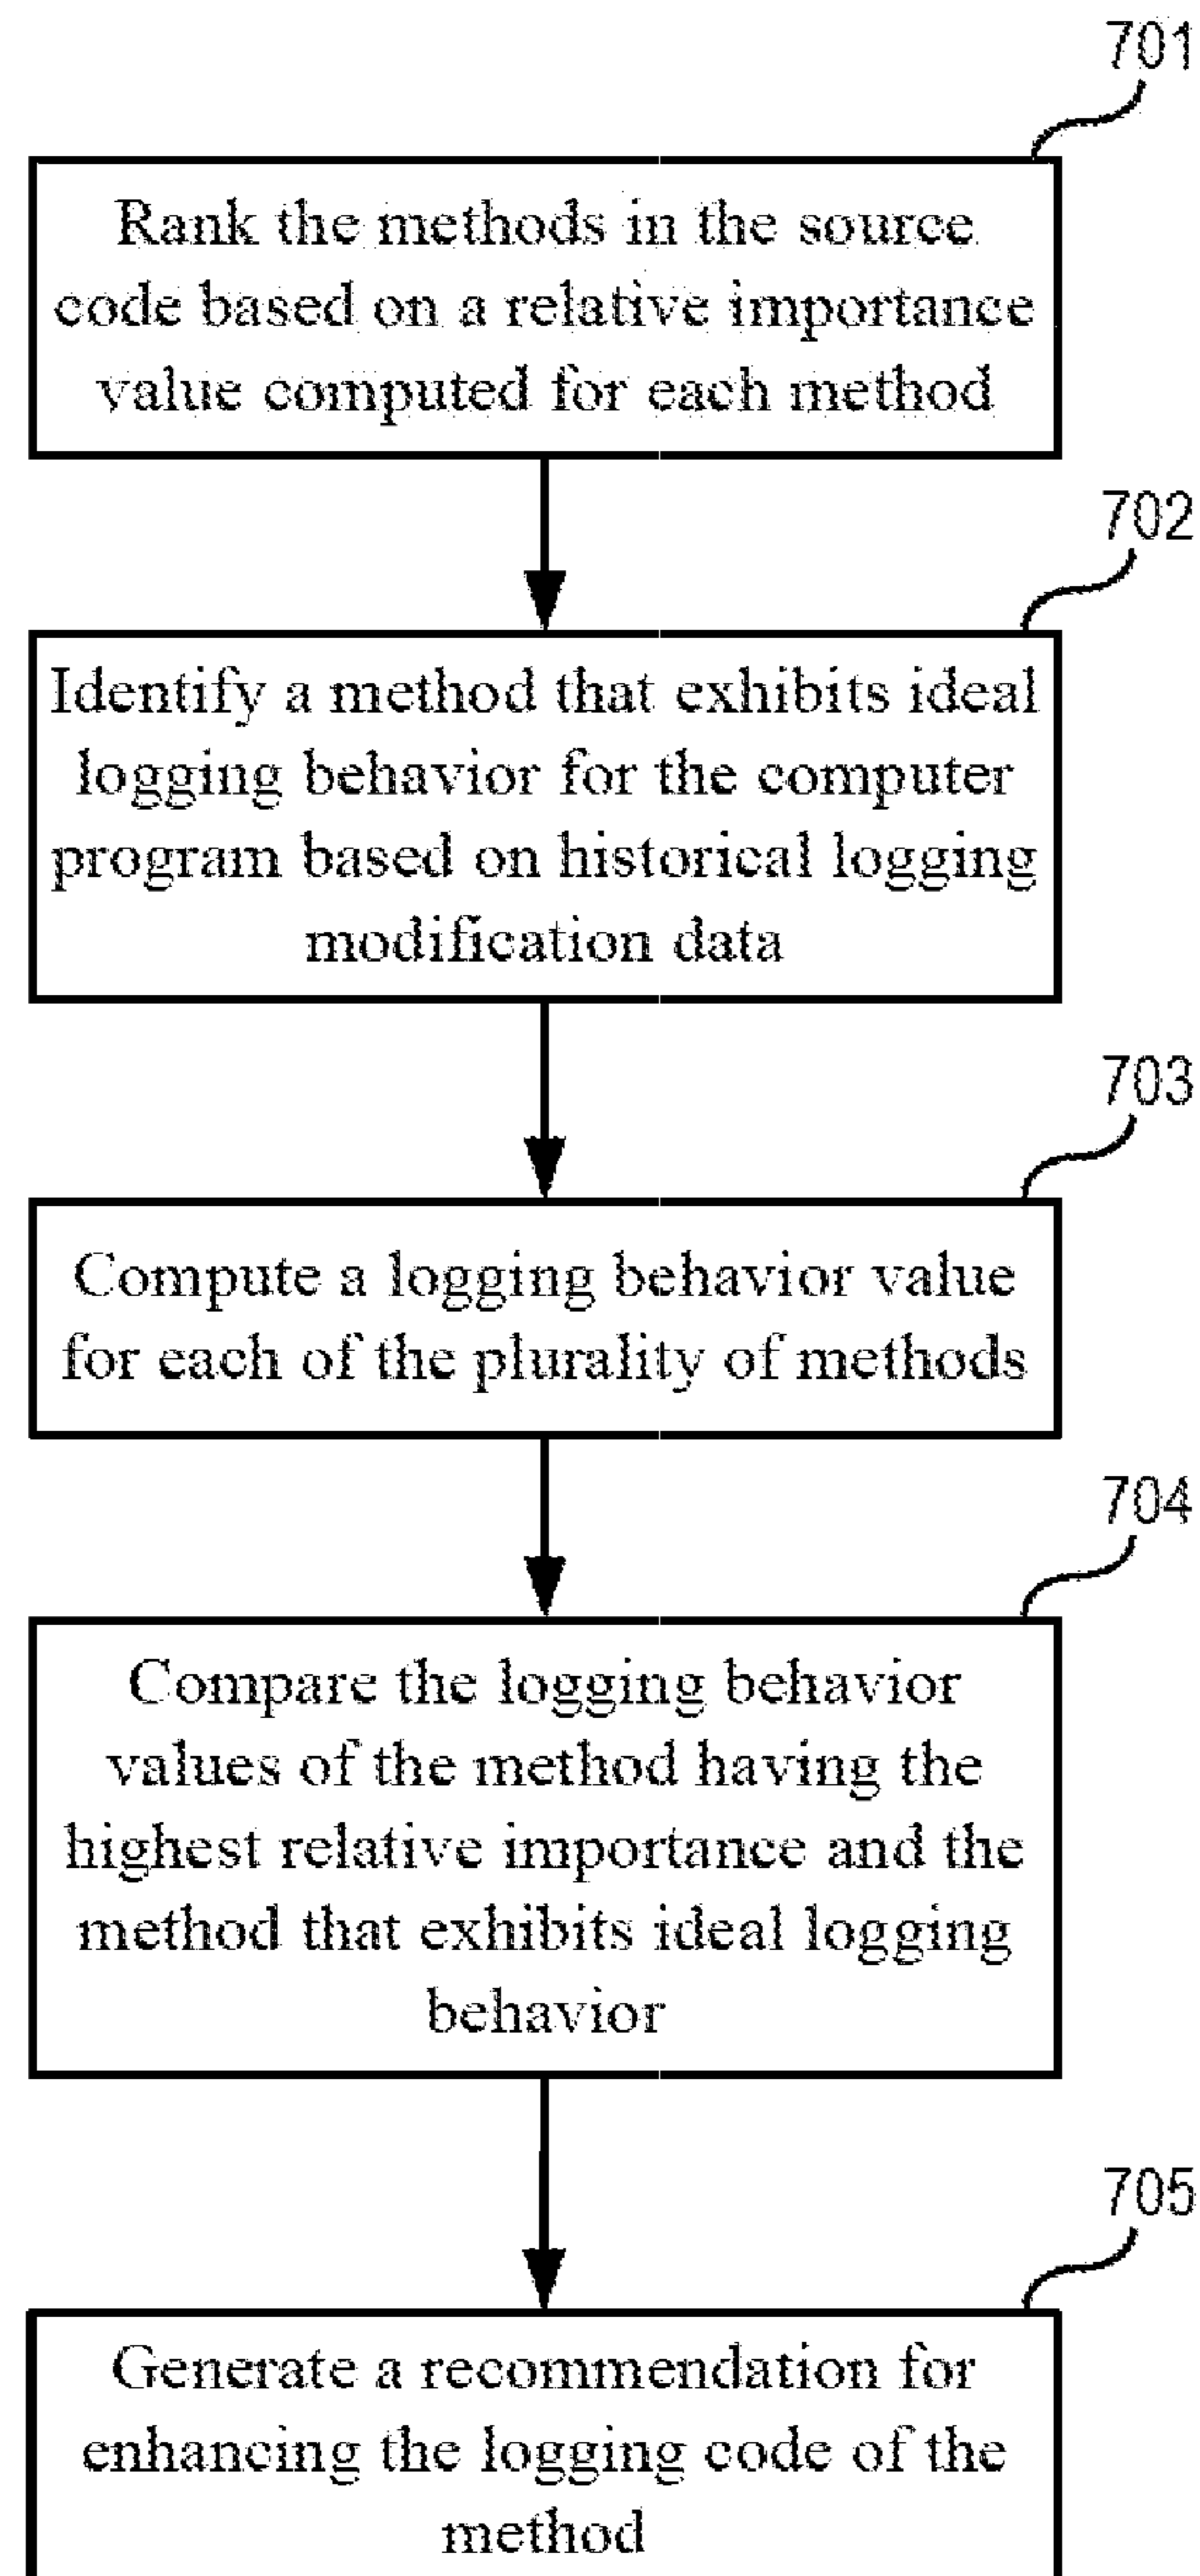 701
Rank the methods in the source
code based on a relative importance
value computed for each method
702
Identify a method that exhibits ideal
logging behavior for the computer
program based on historical logging
modification data
703
Compute a logging behavior value
for each of the plurality of methods
704
Compare the logging behavior
values of the method having the
highest relative importance and the
method that exhibits ideal logging
behavior
705
Generate a recommendation for
enhancing the logging code of the
method